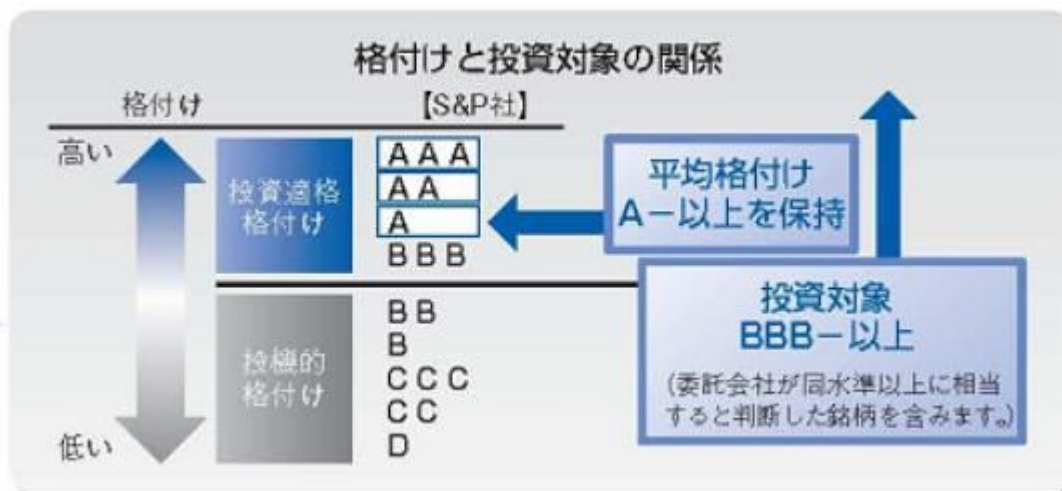 格付けと投資対象の関係
格付け
【S&P社】
高い
投資適格
格付け
AAA
AA
A
BBB
平均格付け
A－以上を保持
投機的
格付け
BB
B
CCC
CC
D
低い
投資対象
BBB－以上
(委託会社が同水準以上に相当
すると判断した銘柄を含みます。)